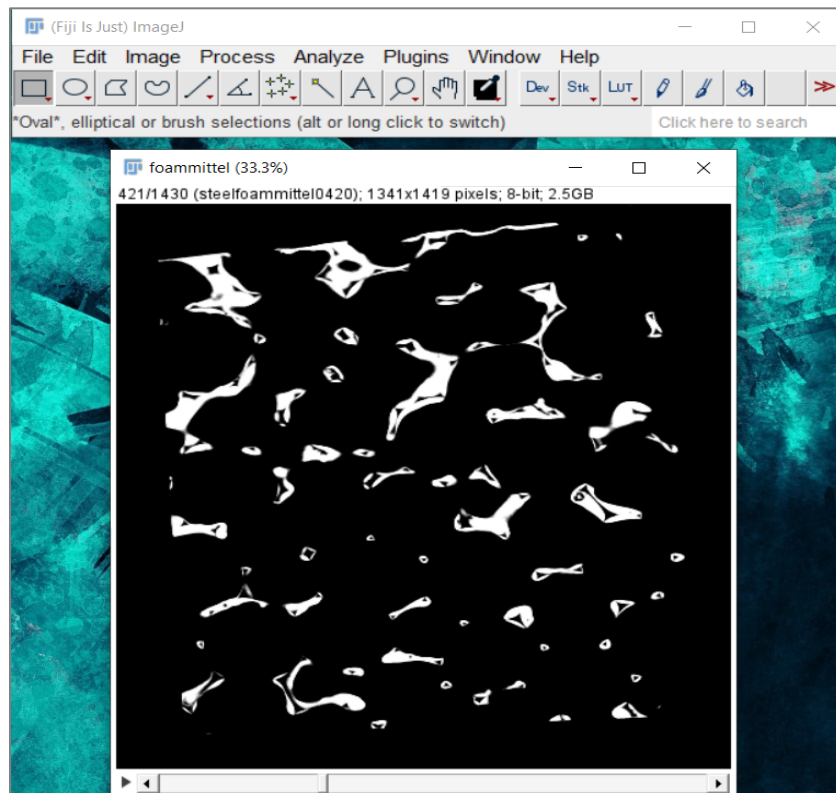 (Fiji Is Just) ImageJ
File Edit Image Process Analyze Plugins Window Help
Dev Stk LUT
*Oval*, elliptical or brush selections (alt or long click to switch) Click here to search
foammittel (33.3%)
421/1430 (steelfoammittel0420); 1341x1419 pixels; 8-bit; 2.5GB